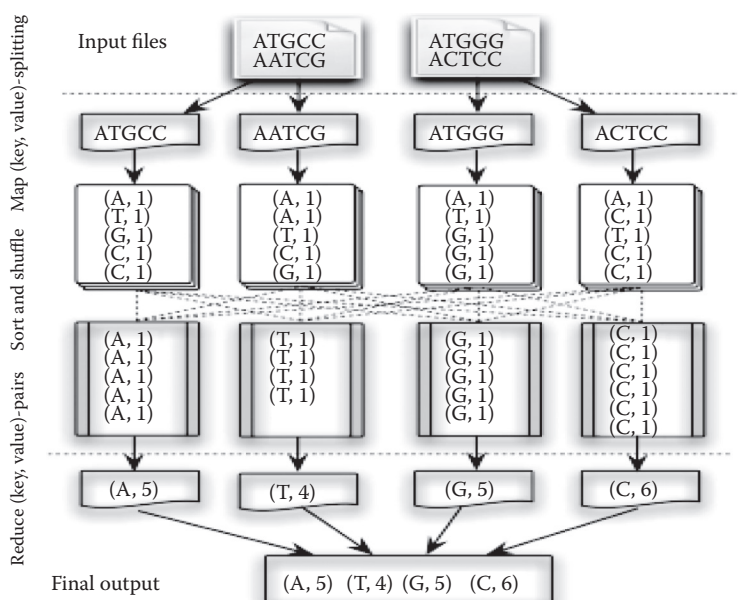 Input files
ATGCC
AATCG
ATGGG
ACTCC
Map (key, value)-splitting
ATGCC
AATCG
ATGGG
ACTCC
(A, 1)
(T, 1)
(G, 1)
(C, 1)
(C, 1)
(A, 1)
(A, 1)
(T, 1)
(C, 1)
(G, 1)
(A, 1)
(T, 1)
(G, 1)
(G, 1)
(G, 1)
(A, 1)
(C, 1)
(T, 1)
(C, 1)
(C, 1)
Sort and shuffle
(A, 1)
(A, 1)
(A, 1)
(A, 1)
(A, 1)
(T, 1)
(T, 1)
(T, 1)
(T, 1)
(G, 1)
(G, 1)
(G, 1)
(G, 1)
(G, 1)
(C, 1)
(C, 1)
(C, 1)
(C, 1)
(C, 1)
(C, 1)
Reduce (key, value)-pairs
(A, 5)
(T, 4)
(G, 5)
(C, 6)
Final output
(A, 5) (T, 4) (G, 5) (C, 6)